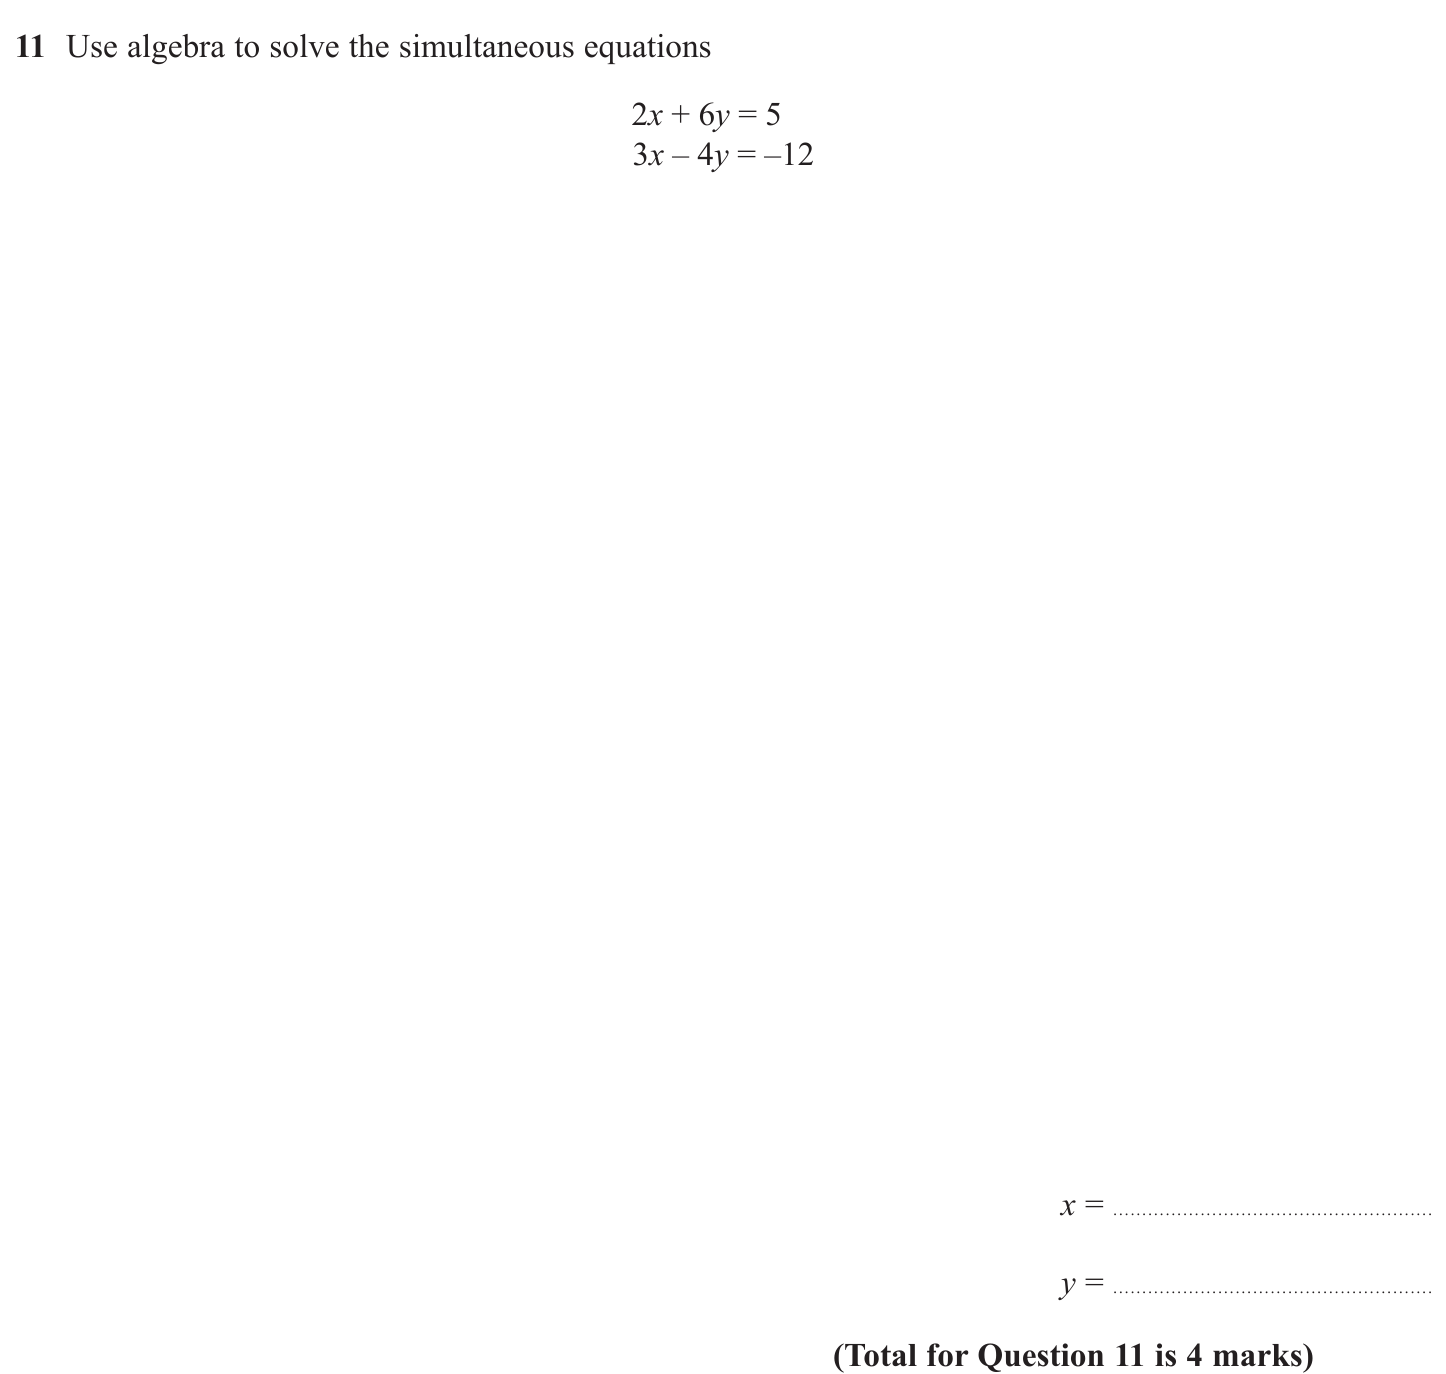 11 Use algebra to solve the simultaneous equations
2x + 6y = 5
3x – 4y = –12
x = ........................................................
y = ........................................................
(Total for Question 11 is 4 marks)